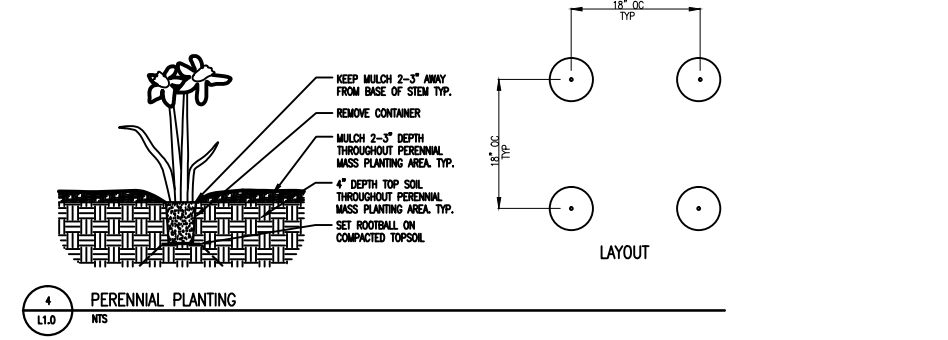 KEEP MULCH 2-3" AWAY
FROM BASE OF STEM TYP.
REMOVE CONTAINER
MULCH 2-3" DEPTH
THROUGHOUT PERENNIAL
MASS PLANTING AREA. TYP.
4" DEPTH TOP SOIL
THROUGHOUT PERENNIAL
MASS PLANTING AREA. TYP.
SET ROOTBALL ON
COMPACTED TOPSOIL
18" OC
TYP
18" OC
TYP
LAYOUT
4
L1.0
PERENNIAL PLANTING
NTS